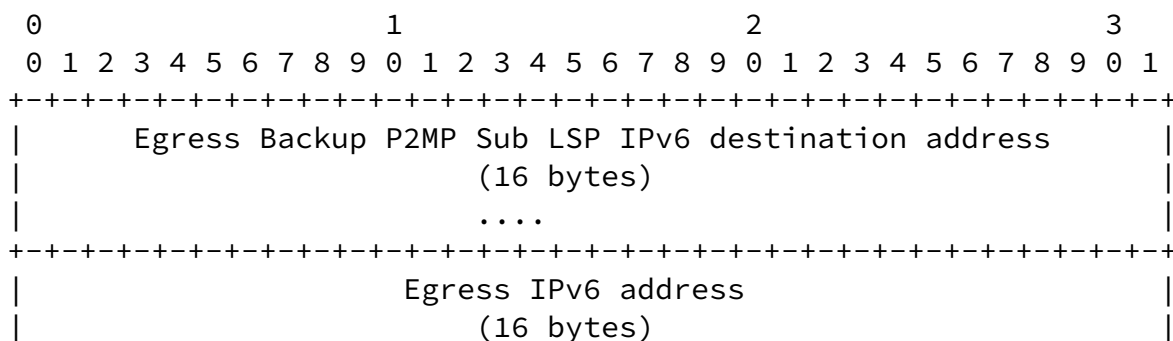 0                   1                   2                   3
 0 1 2 3 4 5 6 7 8 9 0 1 2 3 4 5 6 7 8 9 0 1 2 3 4 5 6 7 8 9 0 1
+-+-+-+-+-+-+-+-+-+-+-+-+-+-+-+-+-+-+-+-+-+-+-+-+-+-+-+-+-+-+-+-+
|      Egress Backup P2MP Sub LSP IPv6 destination address      |
|                         (16 bytes)                            |
|                         ....                                  |
+-+-+-+-+-+-+-+-+-+-+-+-+-+-+-+-+-+-+-+-+-+-+-+-+-+-+-+-+-+-+-+-+
|                     Egress IPv6 address                       |
|                         (16 bytes)                            |